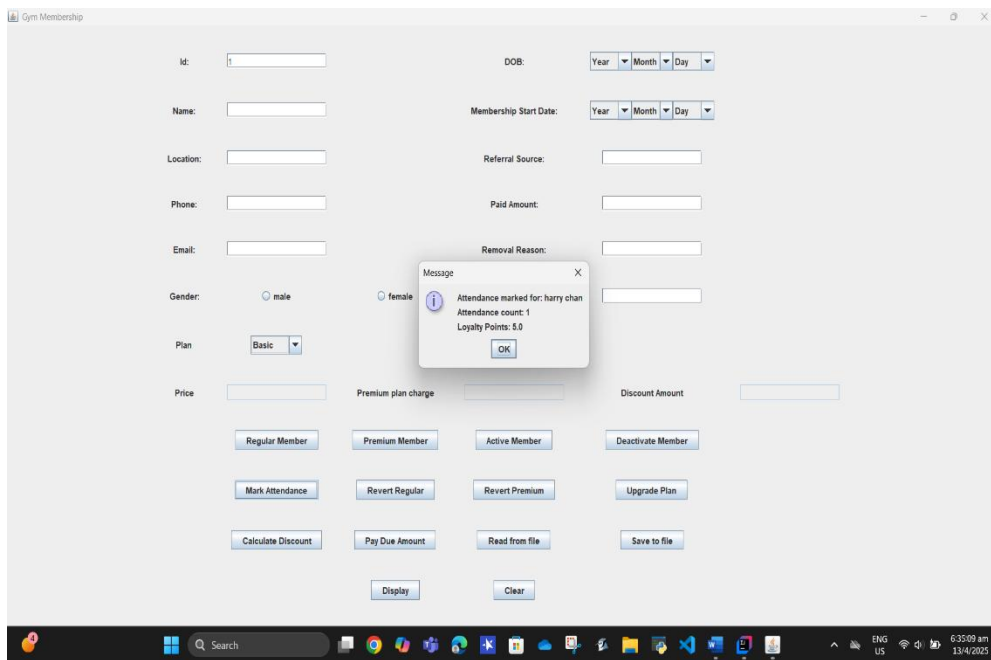 Gym Membership
Id:
1
DOB:
Year Month Day
Name:
Membership Start Date:
Year Month Day
Location:
Referral Source:
Phone:
Paid Amount:
Email:
Removal Reason:
Gender:
male
female
Message
Attendance marked for: harry chan
Attendance count: 1
Loyalty Points: 5.0
OK
Plan
Basic
Price
Premium plan charge
Discount Amount
Regular Member
Premium Member
Active Member
Deactivate Member
Mark Attendance
Revert Regular
Revert Premium
Upgrade Plan
Calculate Discount
Pay Due Amount
Read from file
Save to file
Display
Clear
4
Search
ENG
US
6:35:09 am
13/4/2025